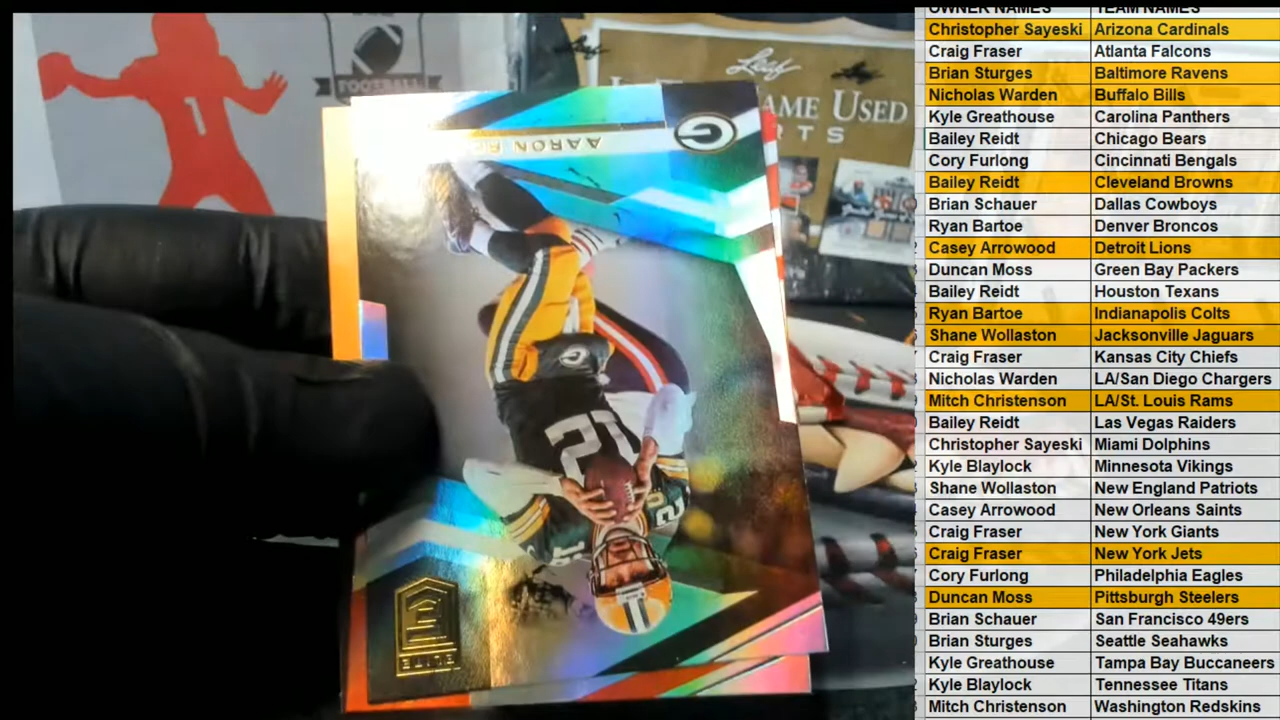 OWNER NAMES TEAM NAMES
Christopher Sayeski Arizona Cardinals
Craig Fraser Atlanta Falcons
Brian Sturges Baltimore Ravens
Nicholas Warden Buffalo Bills
Kyle Greathouse Carolina Panthers
Bailey Reidt Chicago Bears
Cory Furlong Cincinnati Bengals
Bailey Reidt Cleveland Browns
Brian Schauer Dallas Cowboys
Ryan Bartoe Denver Broncos
Casey Arrowood Detroit Lions
Duncan Moss Green Bay Packers
Bailey Reidt Houston Texans
Ryan Bartoe Indianapolis Colts
Shane Wollaston Jacksonville Jaguars
Craig Fraser Kansas City Chiefs
Nicholas Warden LA/San Diego Chargers
Mitch Christenson LA/St. Louis Rams
Bailey Reidt Las Vegas Raiders
Christopher Sayeski Miami Dolphins
Kyle Blaylock Minnesota Vikings
Shane Wollaston New England Patriots
Casey Arrowood New Orleans Saints
Craig Fraser New York Giants
Craig Fraser New York Jets
Cory Furlong Philadelphia Eagles
Duncan Moss Pittsburgh Steelers
Brian Schauer San Francisco 49ers
Brian Sturges Seattle Seahawks
Kyle Greathouse Tampa Bay Buccaneers
Kyle Blaylock Tennessee Titans
Mitch Christenson Washington Redskins
FOOTBALL
1
Leaf
USED
AARON
G
12
ELITE